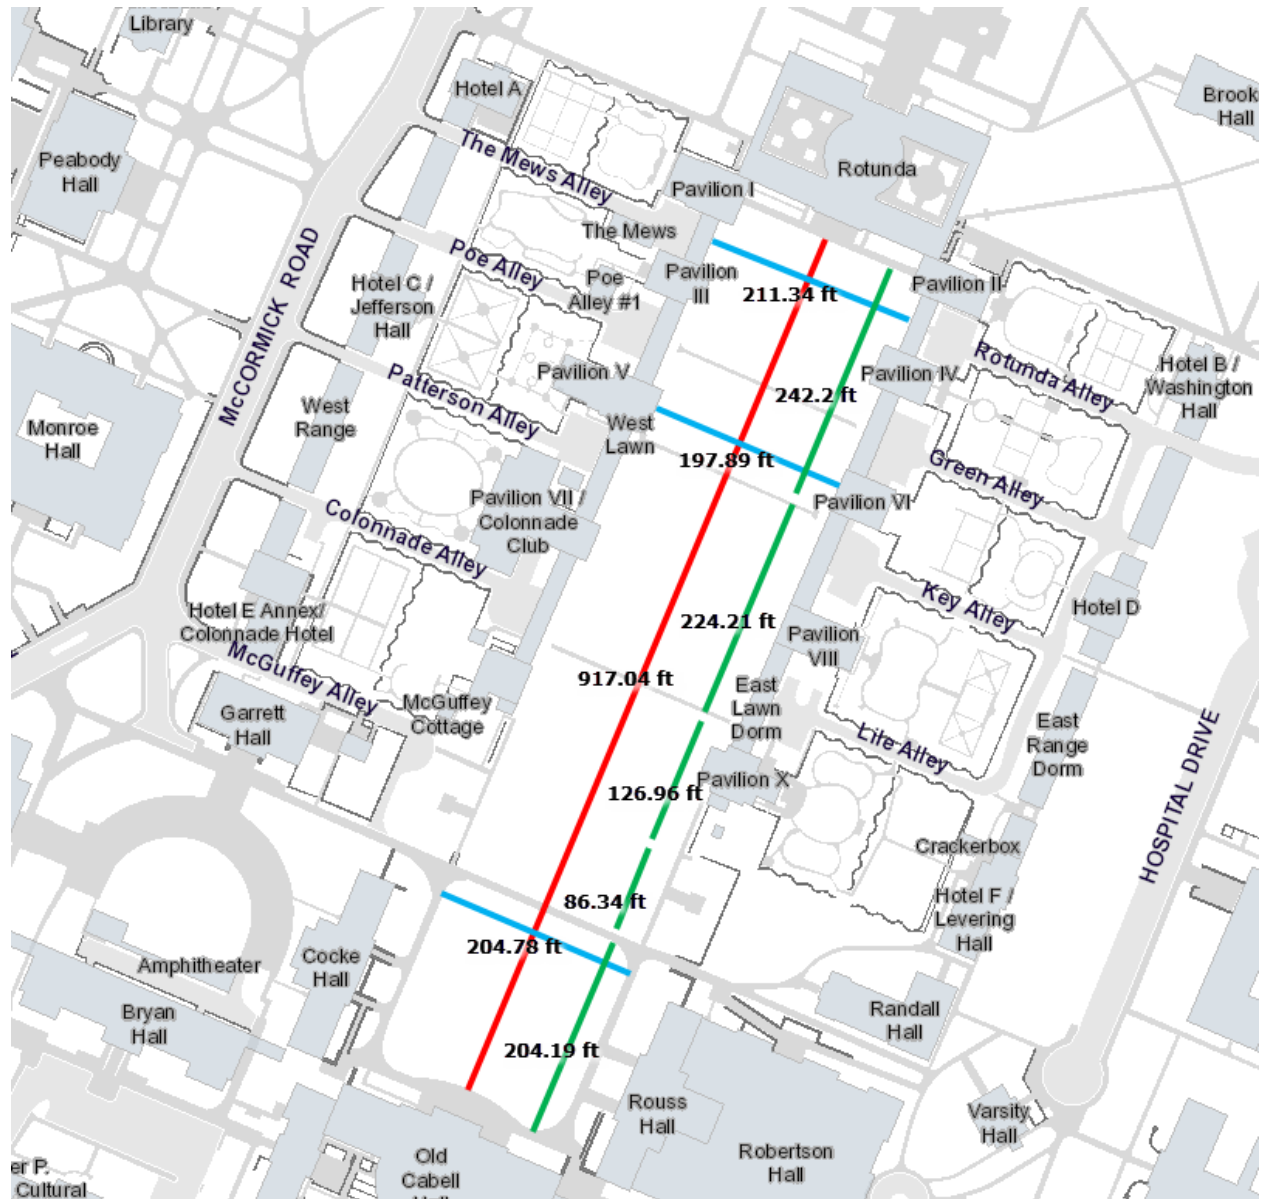 Library
Hotel A
Brook
Hall
Peabody
Hall
The Mews Alley
Rotunda
Pavilion I
The Mews
McCORMICK ROAD
Poe Alley
Hotel C /
Jefferson
Hall
Poe
Alley #1
Pavilion
III
211.34 ft
Pavilion II
Rotunda Alley
Hotel B /
Washington
Hall
Pavilion V
Pavilion IV
242.2 ft
Patterson Alley
West
Range
West
Lawn
Monroe
Hall
197.89 ft
Green Alley
Pavilion VI
Pavilion VII /
Colonnade
Club
Colonnade Alley
Key Alley
Hotel D
Hotel E Annex/
Colonnade Hotel
224.21 ft
Pavilion
VIII
McGuffey Alley
917.04 ft
McGuffey
Cottage
East
Lawn
Dorm
Garrett
Hall
Life Alley
East
Range
Dorm
HOSPITAL DRIVE
126.96 ft
Pavilion X
Crackerbox
86.34 ft
Hotel F /
Levering
Hall
204.78 ft
Cocke
Hall
Amphitheater
Bryan
Hall
Randall
Hall
204.19 ft
Rouss
Hall
Varsity
Hall
Robertson
Hall
Old
Cabell
er P.
Cultural